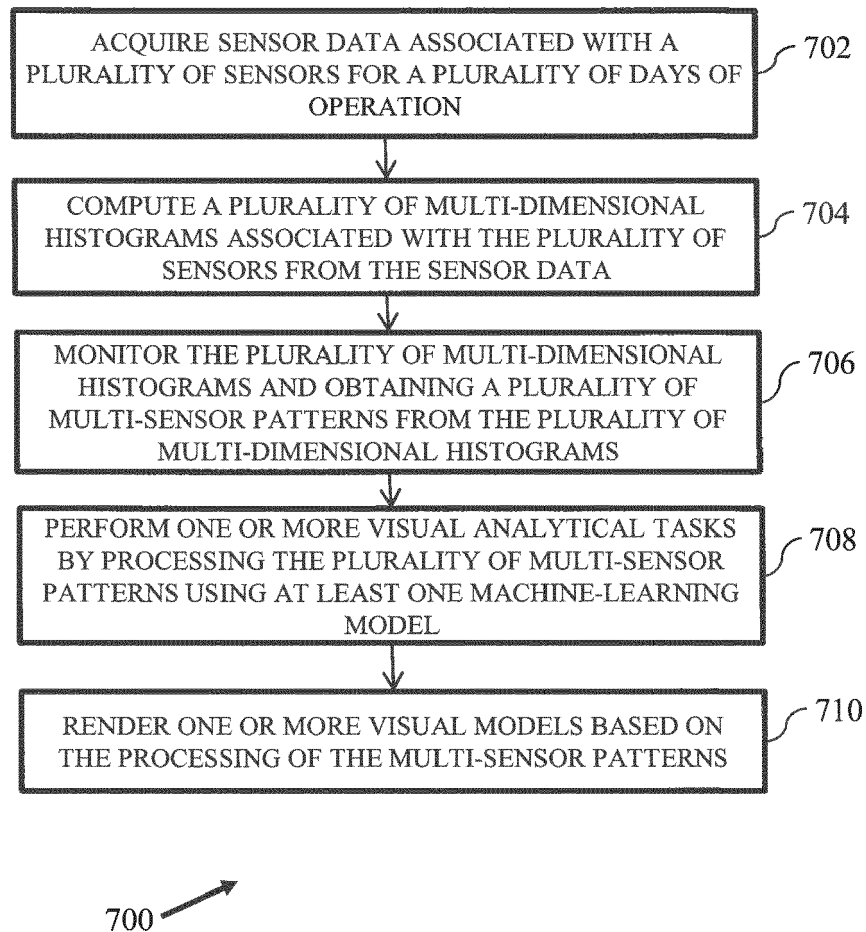 ACQUIRE SENSOR DATA ASSOCIATED WITH A
PLURALITY OF SENSORS FOR A PLURALITY OF DAYS OF
OPERATION
702
COMPUTE A PLURALITY OF MULTI-DIMENSIONAL
HISTOGRAMS ASSOCIATED WITH THE PLURALITY OF
SENSORS FROM THE SENSOR DATA
704
MONITOR THE PLURALITY OF MULTI-DIMENSIONAL
HISTOGRAMS AND OBTAINING A PLURALITY OF
MULTI-SENSOR PATTERNS FROM THE PLURALITY OF
MULTI-DIMENSIONAL HISTOGRAMS
706
PERFORM ONE OR MORE VISUAL ANALYTICAL TASKS
BY PROCESSING THE PLURALITY OF MULTI-SENSOR
PATTERNS USING AT LEAST ONE MACHINE-LEARNING
MODEL
708
RENDER ONE OR MORE VISUAL MODELS BASED ON
THE PROCESSING OF THE MULTI-SENSOR PATTERNS
710
700